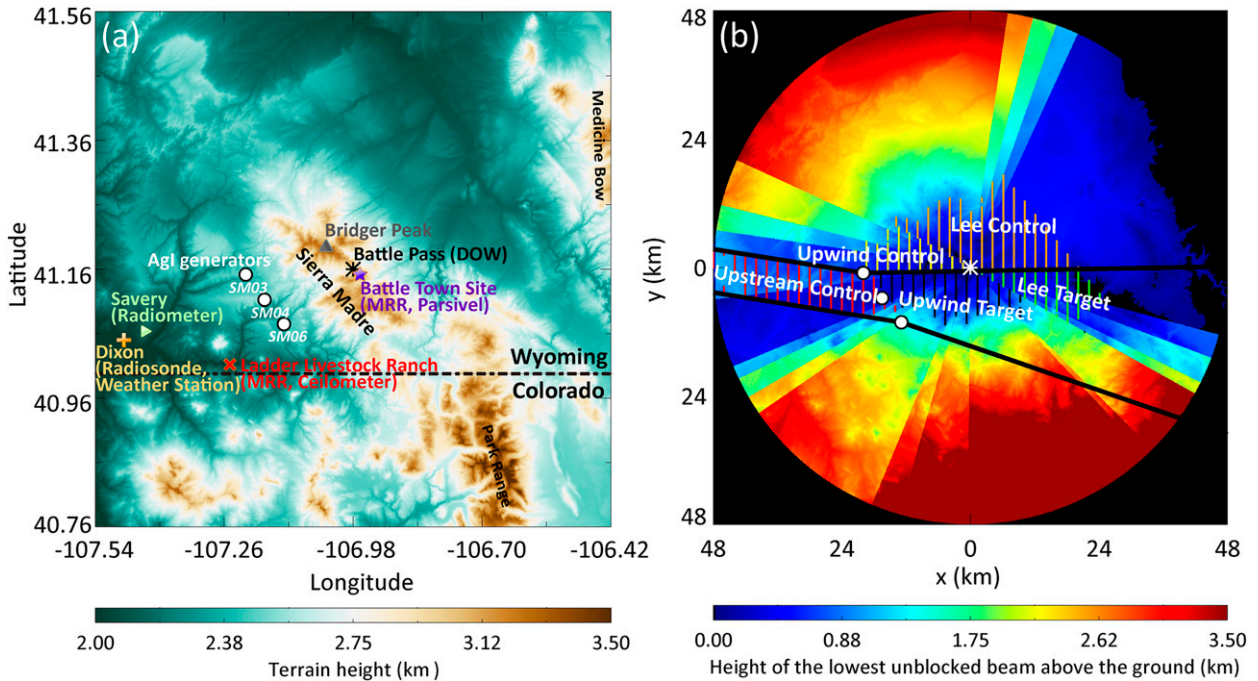 (a)
41.56
41.36
41.16
40.96
40.76
Latitude
-107.54
-107.26
-106.98
-106.70
-106.42
Longitude
Medicine Bow
Bridger Peak
Battle Pass (DOW)
AgI generators
SM03
SM04
SM06
Sierra Madre
Battle Town Site
(MRR, Parsivel)
Savery
(Radiometer)
Dixon
(Radiosonde,
Weather Station)
Ladder Livestock Ranch
(MRR, Ceilometer)
Wyoming
Colorado
Park Range
2.00
2.38
2.75
3.12
3.50
Terrain height (km )
(b)
48
24
0
24
48
y (km)
48
24
0
24
48
x (km)
Lee Control
Upwind Control
Upstream Control
Upwind Target
Lee Target
0.00
0.88
1.75
2.62
3.50
Height of the lowest unblocked beam above the ground (km)